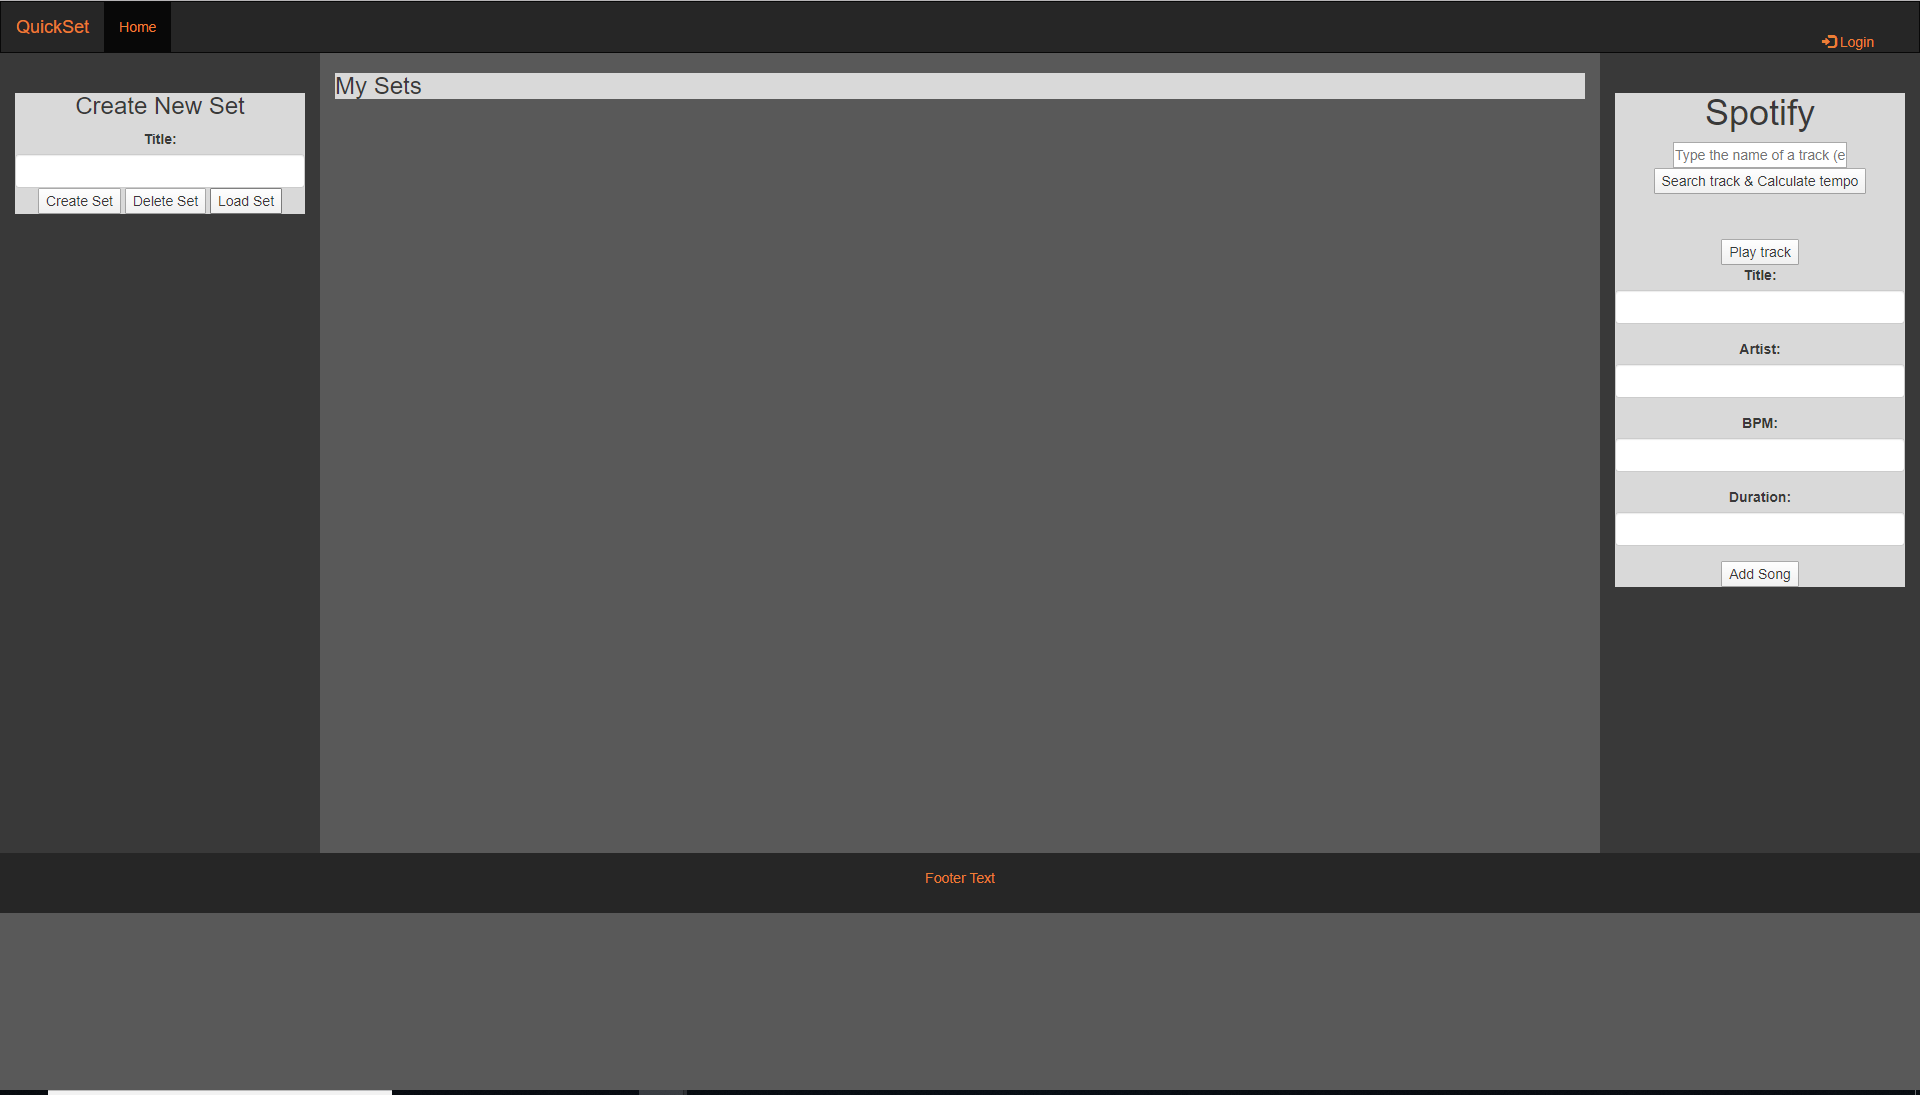 QuickSet
Home
Login
Create New Set
Title:
Create Set
Delete Set
Load Set
My Sets
Spotify
Type the name of a track (e
Search track & Calculate tempo
Play track
Title:
Artist:
BPM:
Duration:
Add Song
Footer Text